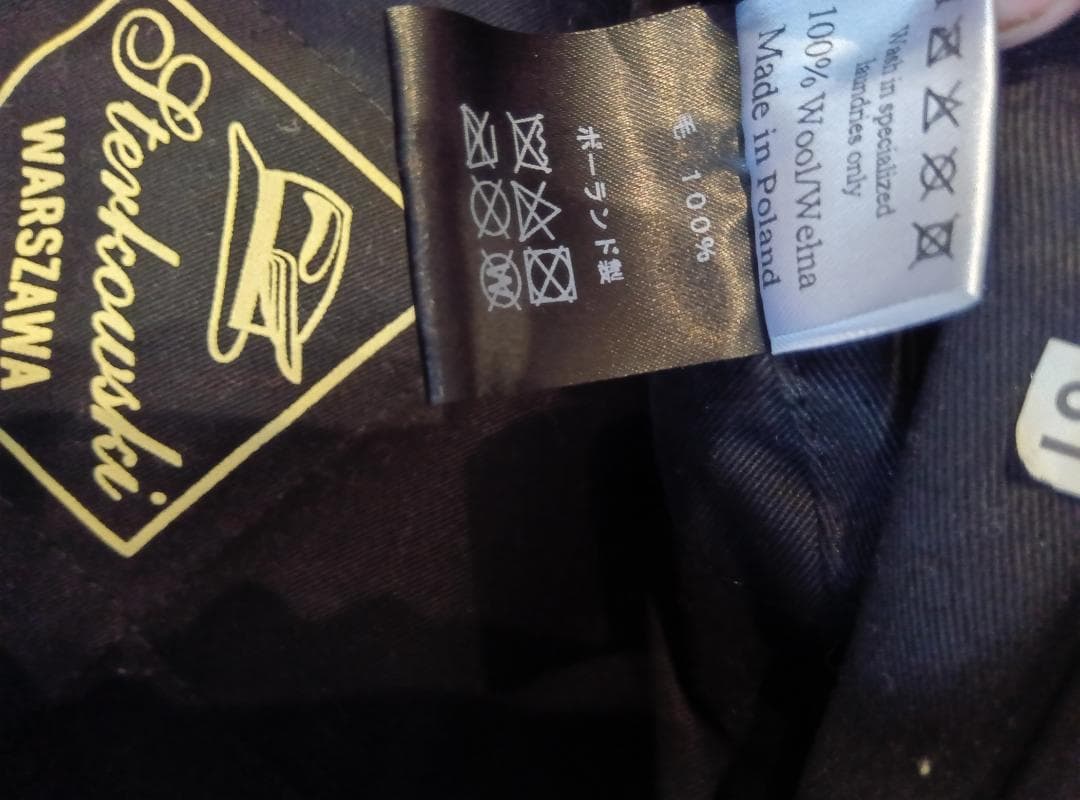 Sterkowski
WARSZAWA
毛 100%
ポーランド製
Wash in specialized
laundries only
100% Wool/Wełna
Made in Poland